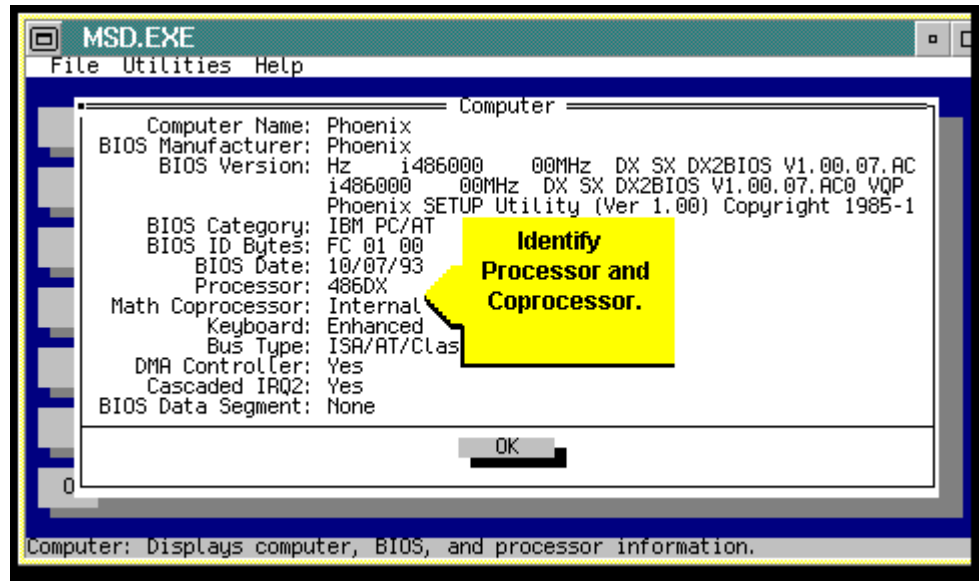 MSD.EXE
File Utilities Help
Computer
Computer Name: Phoenix
BIOS Manufacturer: Phoenix
BIOS Version: Hz i486000 00MHz DX SX DX2BIOS V1.00.07.AC
i486000 00MHz DX SX DX2BIOS V1.00.07.AC0 VQP
Phoenix SETUP Utility (Ver 1.00) Copyright 1985-1
BIOS Category: IBM PC/AT
BIOS ID Bytes: FC 01 00
BIOS Date: 10/07/93
Processor: 486DX
Math Coprocessor: Internal
Keyboard: Enhanced
Bus Type: ISA/AT/Clas
DMA Controller: Yes
Cascaded IRQ2: Yes
BIOS Data Segment: None
Identify
Processor and
Coprocessor.
OK
O
Computer: Displays computer, BIOS, and processor information.